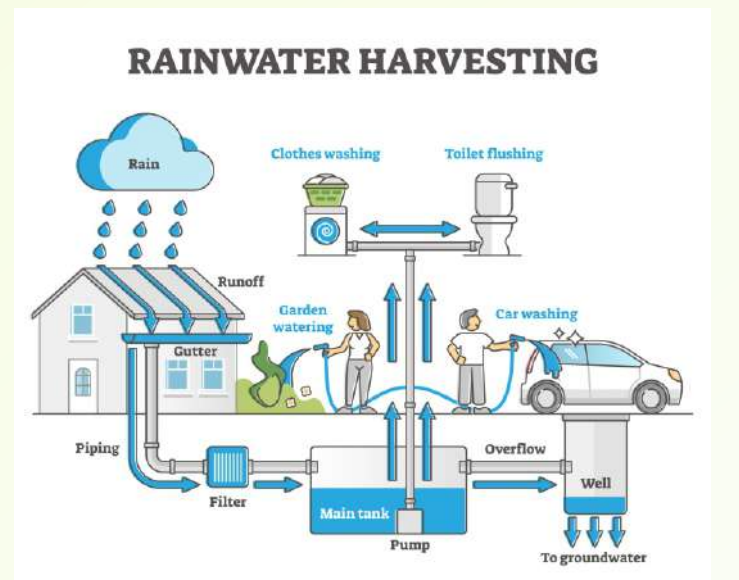 RAINWATER HARVESTING
Rain
Clothes washing
Toilet flushing
Runoff
Garden
watering
Car washing
Gutter
Piping
Filter
Main tank
Pump
Overflow
Well
To groundwater